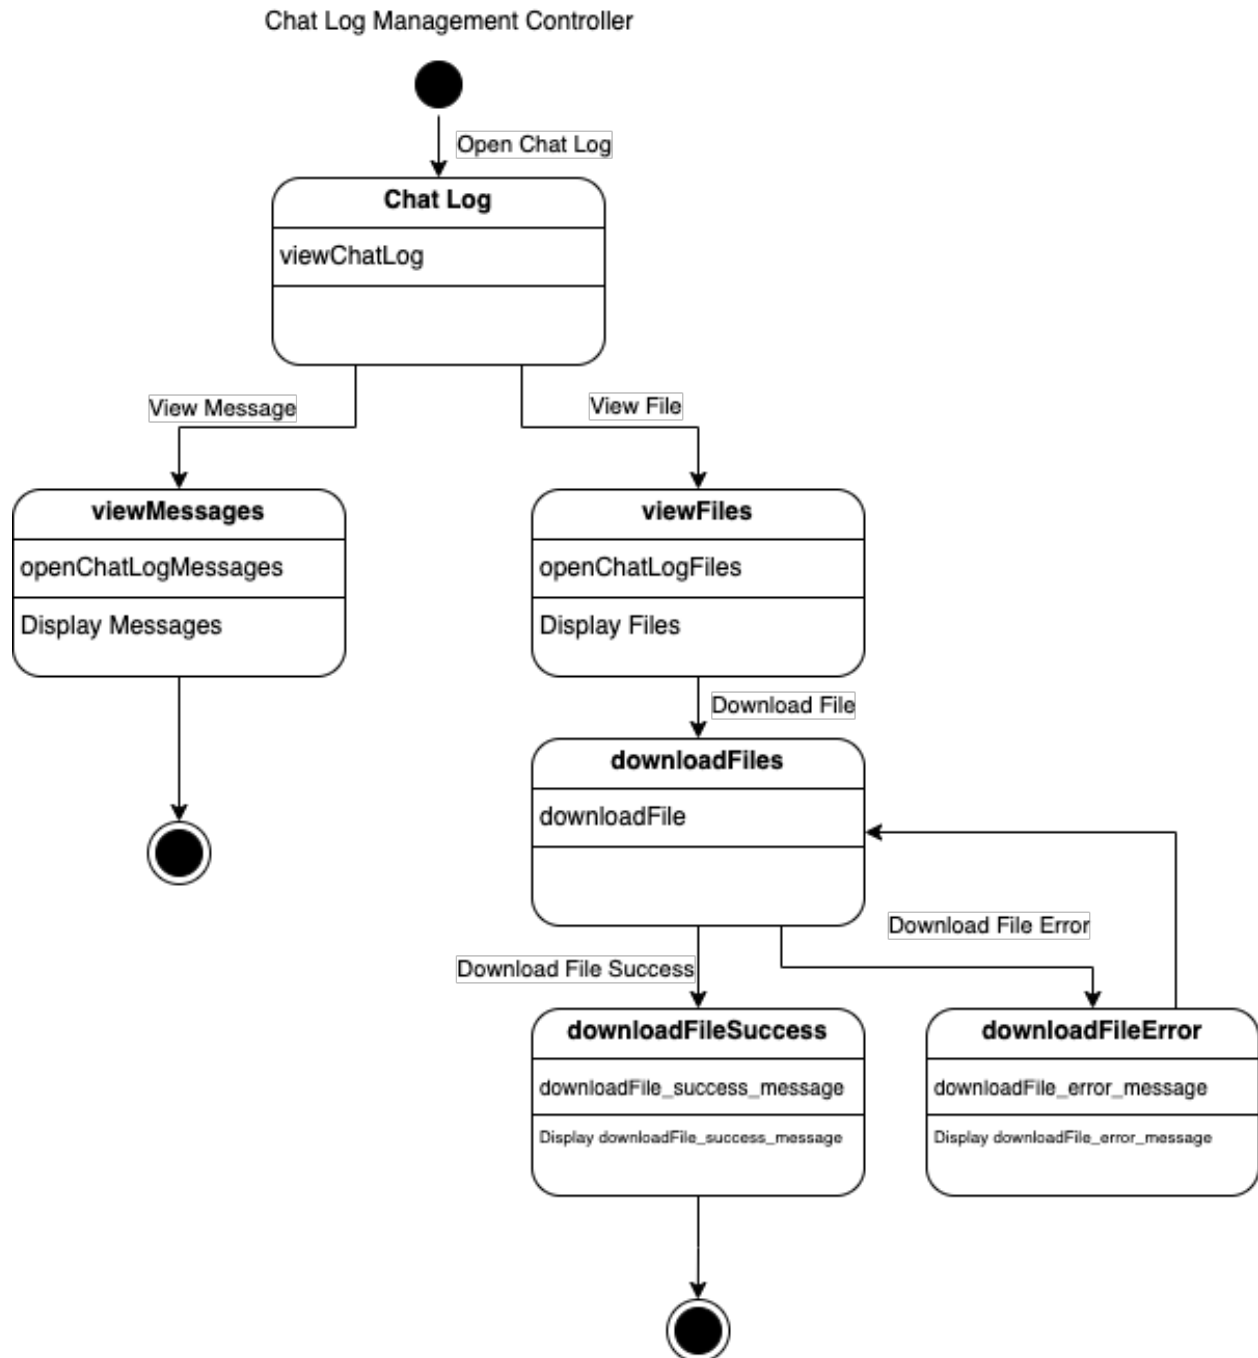 Chat Log Management Controller
Open Chat Log
Chat Log
viewChatLog
View Message
View File
viewMessages
openChatLogMessages
Display Messages
viewFiles
openChatLogFiles
Display Files
Download File
downloadFiles
downloadFile
Download File Error
Download File Success
downloadFileSuccess
downloadFile_success_message
Display downloadFile_success_message
downloadFileError
downloadFile_error_message
Display downloadFile_error_message